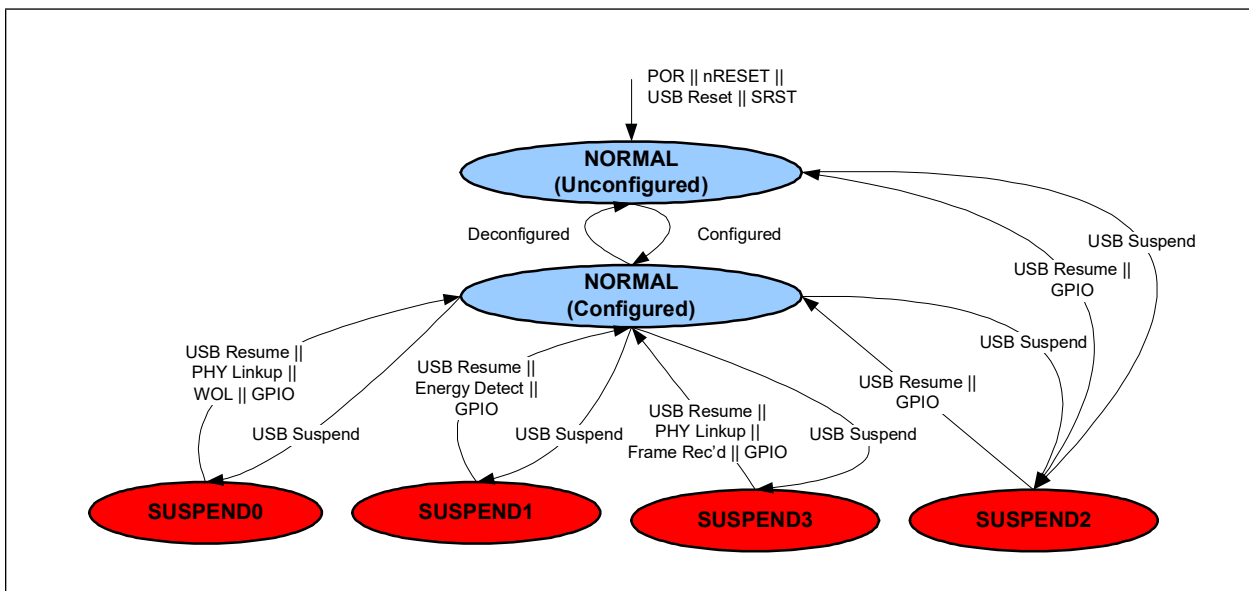 POR || nRESET ||
USB Reset || SRST
NORMAL
(Unconfigured)
Deconfigured
Configured
USB Suspend
USB Resume ||
GPIO
NORMAL
(Configured)
USB Suspend
USB Resume ||
PHY Linkup ||
WOL || GPIO
USB Suspend
USB Resume ||
Energy Detect ||
GPIO
USB Suspend
USB Resume ||
PHY Linkup ||
Frame Rec'd || GPIO
USB Suspend
USB Resume ||
GPIO
SUSPEND0
SUSPEND1
SUSPEND3
SUSPEND2